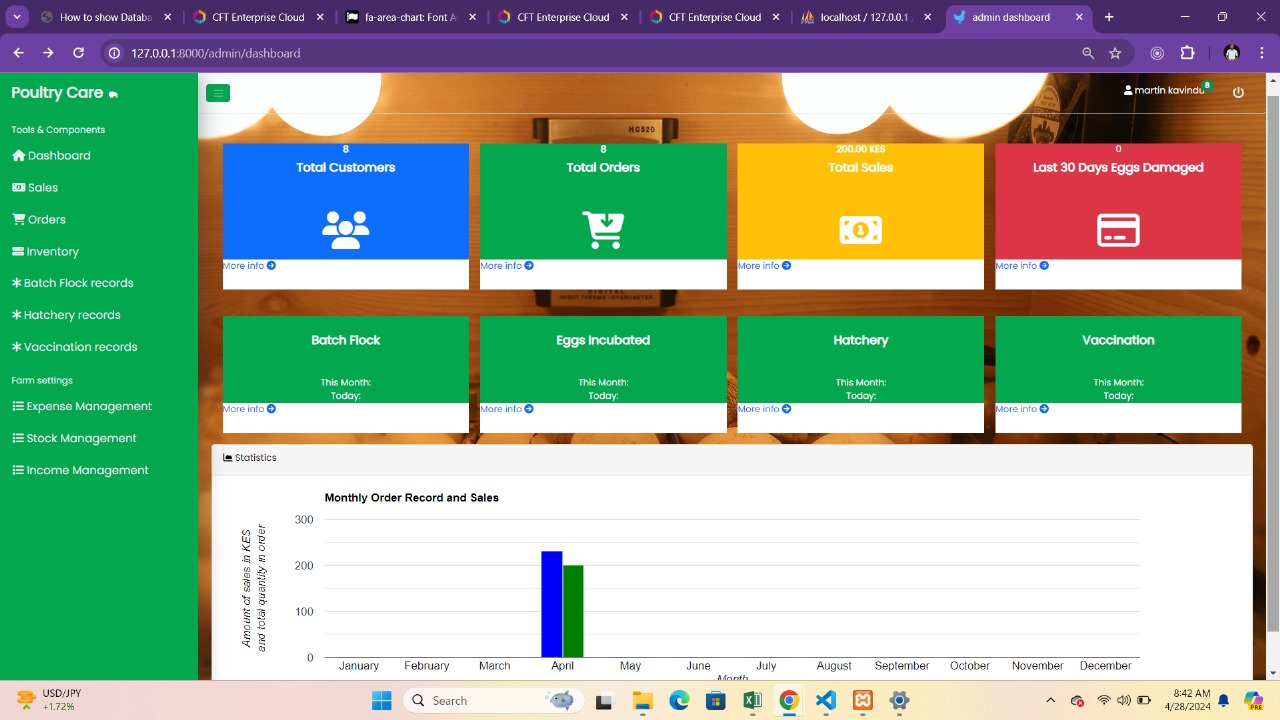 How to show Databa
CFT Enterprise Cloud
fa-area-chart: Font A
CFT Enterprise Cloud
localhost / 127.0.0.1
admin dashboard
127.0.0.1:8000/admin/dashboard
Poultry Care
martin kavindu
8
Tools & Components
Dashboard
Sales
Orders
Inventory
Batch Flock records
Hatchery records
Vaccination records
Farm settings
Expense Management
Stock Management
Income Management
HC520
8
Total Customers
More info
8
Total Orders
More info
200.00 KES
Total Sales
More info
0
Last 30 Days Eggs Damaged
More info
DIGITAL
IN/OUT THERMO-HYGROMETER
Batch Flock
This Month:
Today:
More info
Eggs Incubated
This Month:
Today:
More info
Hatchery
This Month:
Today:
More info
Vaccination
This Month:
Today:
More info
Statistics
Monthly Order Record and Sales
Amount of sales in KES
and total quantity in order
300
200
100
0
January February March April May June July August September October November December
Month
USD/JPY
+1.72%
Search
8:42 AM
4/28/2024
PRE